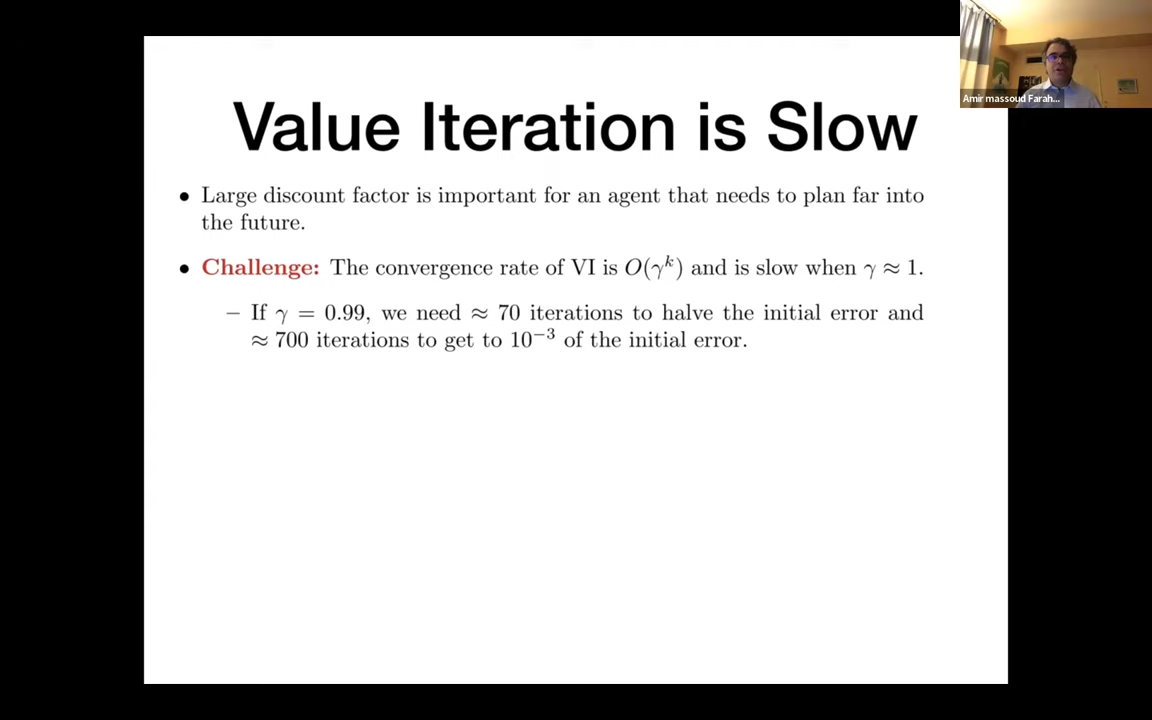 Value Iteration is Slow
• Large discount factor is important for an agent that needs to plan far into
the future.
• Challenge: The convergence rate of VI is O(γᵏ) and is slow when γ ≈ 1.
– If γ = 0.99, we need ≈ 70 iterations to halve the initial error and
≈ 700 iterations to get to 10⁻³ of the initial error.
Amir massoud Farah...